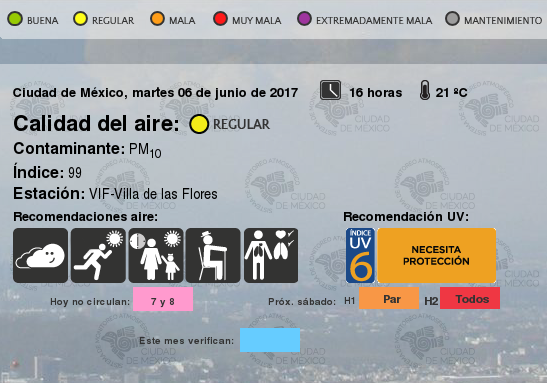 BUENA REGULAR MALA MUY MALA EXTREMADAMENTE MALA MANTENIMIENTO
Ciudad de México, martes 06 de junio de 2017 16 horas 21 ºC
Calidad del aire: REGULAR
Contaminante: PM10
Índice: 99
Estación: VIF-Villa de las Flores
Recomendaciones aire: Recomendación UV:
ÍNDICE
UV
6
NECESITA
PROTECCIÓN
Hoy no circulan: 7 y 8 Próx. sábado: H1 Par H2 Todos
Este mes verifican:
CIUDAD
DE MÉXICO